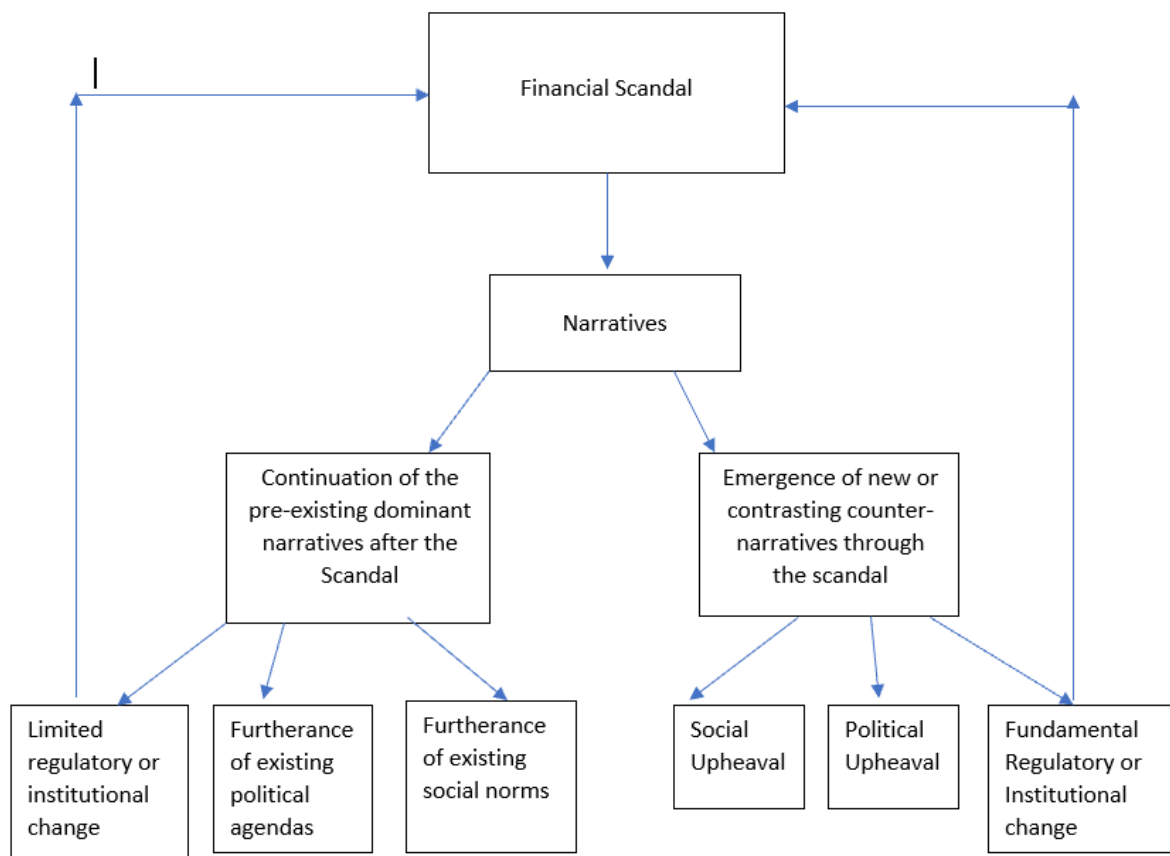 Financial Scandal
Narratives
Continuation of the
pre-existing dominant
narratives after the
Scandal
Emergence of new or
contrasting counter-
narratives through
the scandal
Limited
regulatory or
institutional
change
Furtherance
of existing
political
agendas
Furtherance
of existing
social norms
Social
Upheaval
Political
Upheaval
Fundamental
Regulatory or
Institutional
change